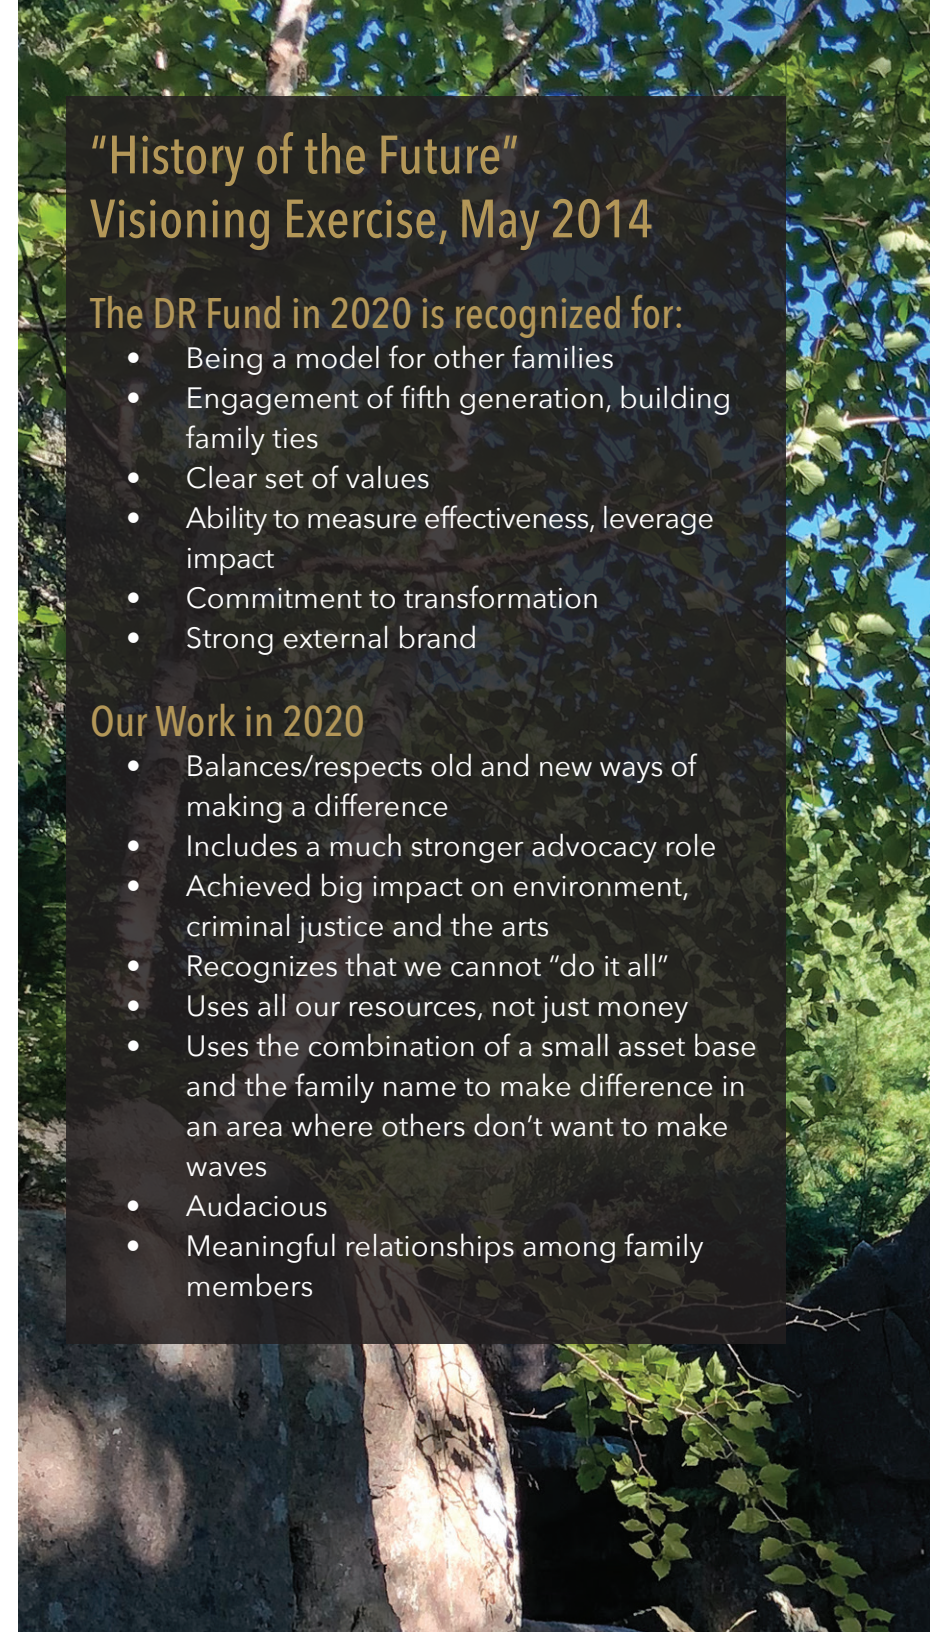 “History of the Future”
Visioning Exercise, May 2014
The DR Fund in 2020 is recognized for:
• Being a model for other families
• Engagement of fifth generation, building
family ties
• Clear set of values
• Ability to measure effectiveness, leverage
impact
• Commitment to transformation
• Strong external brand
Our Work in 2020
• Balances/respects old and new ways of
making a difference
• Includes a much stronger advocacy role
• Achieved big impact on environment,
criminal justice and the arts
• Recognizes that we cannot “do it all”
• Uses all our resources, not just money
• Uses the combination of a small asset base
and the family name to make difference in
an area where others don’t want to make
waves
• Audacious
• Meaningful relationships among family
members